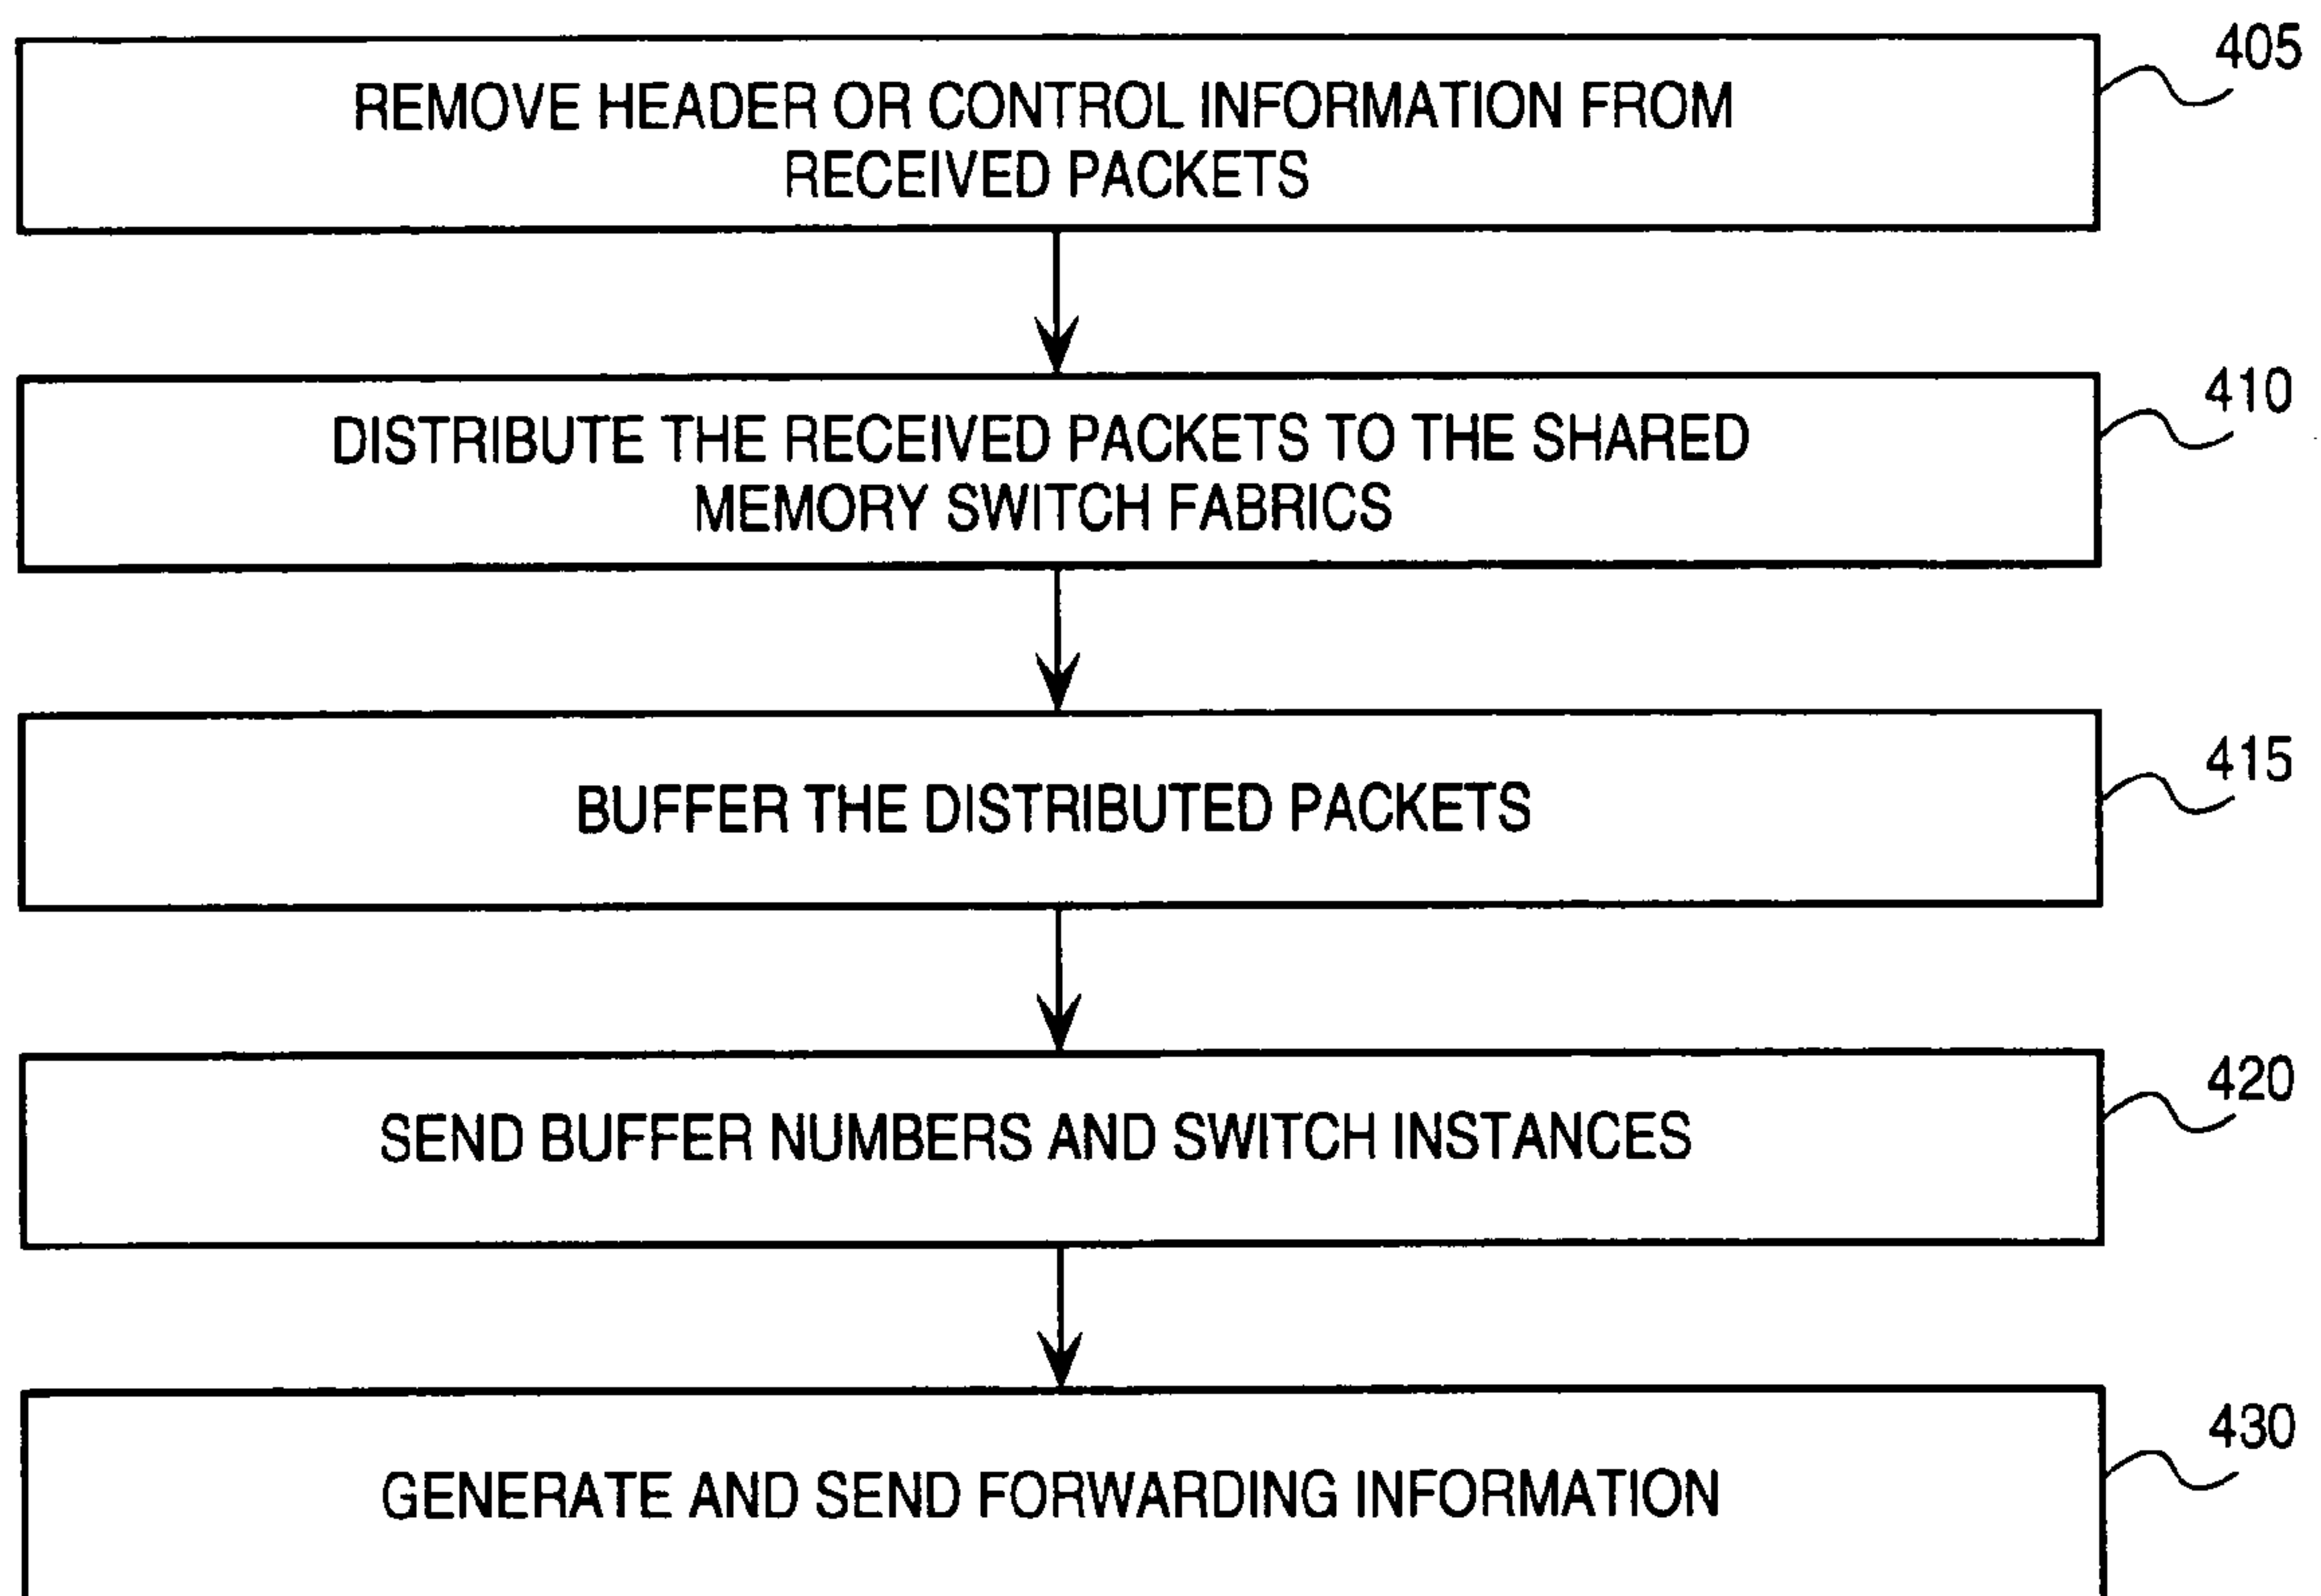 405
REMOVE HEADER OR CONTROL INFORMATION FROM
RECEIVED PACKETS
410
DISTRIBUTE THE RECEIVED PACKETS TO THE SHARED
MEMORY SWITCH FABRICS
415
BUFFER THE DISTRIBUTED PACKETS
420
SEND BUFFER NUMBERS AND SWITCH INSTANCES
430
GENERATE AND SEND FORWARDING INFORMATION